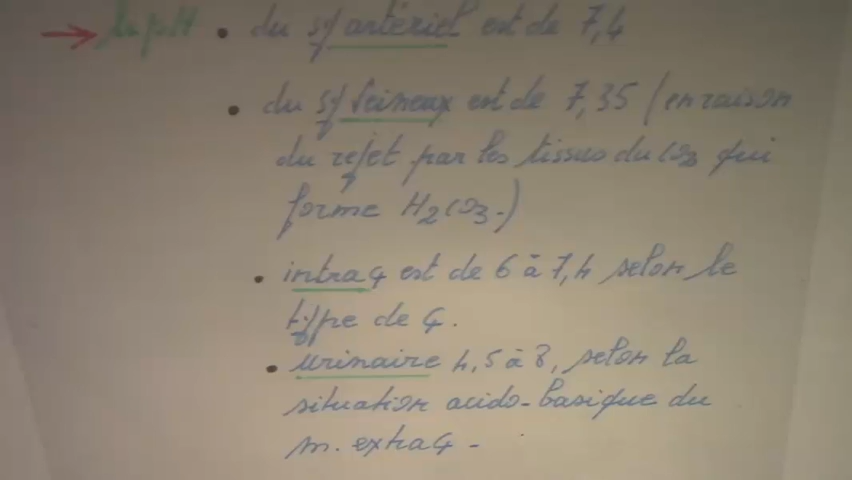 → le pH • du sg artériel est de 7,4
• du sg veineux est de 7,35 (en raison
du rejet par les tissus du CO2 qui
forme H2CO3.)
• intra¢ est de 6 à 7,4 selon le
type de ¢.
• urinaire 4,5 à 8, selon la
situation acido-basique du
m. extra¢ -